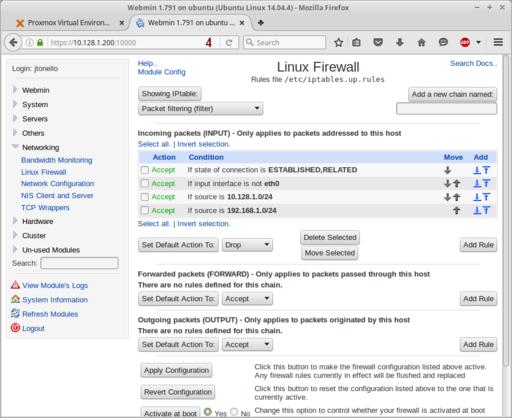 Webmin 1.791 on ubuntu (Ubuntu Linux 14.04.4) - Mozilla Firefox
Proxmox Virtual Environ...
Webmin 1.791 on ubuntu ...
https://10.128.1.200:10000
4
Search
ABP
Login: jtonello
Webmin
System
Servers
Others
Networking
Bandwidth Monitoring
Linux Firewall
Network Configuration
NIS Client and Server
TCP Wrappers
Hardware
Cluster
Un-used Modules
Search:
View Module's Logs
System Information
Refresh Modules
Logout
Help..
Module Config
Linux Firewall
Rules file /etc/iptables.up.rules
Search Docs..
Showing IPtable:
Add a new chain named:
Packet filtering (filter)
Incoming packets (INPUT) - Only applies to packets addressed to this host
Select all. | Invert selection.
Action Condition Move Add
Accept If state of connection is ESTABLISHED,RELATED
Accept If input interface is not eth0
Accept If source is 10.128.1.0/24
Accept If source is 192.168.1.0/24
Select all. | Invert selection.
Set Default Action To: Drop
Delete Selected
Move Selected
Add Rule
Forwarded packets (FORWARD) - Only applies to packets passed through this host
There are no rules defined for this chain.
Set Default Action To: Accept Add Rule
Outgoing packets (OUTPUT) - Only applies to packets originated by this host
There are no rules defined for this chain.
Set Default Action To: Accept Add Rule
Apply Configuration
Click this button to make the firewall configuration listed above active.
Any firewall rules currently in effect will be flushed and replaced
Revert Configuration
Click this button to reset the configuration listed above to the one that is
currently active.
Activate at boot Yes No
Change this option to control whether your firewall is activated at boot